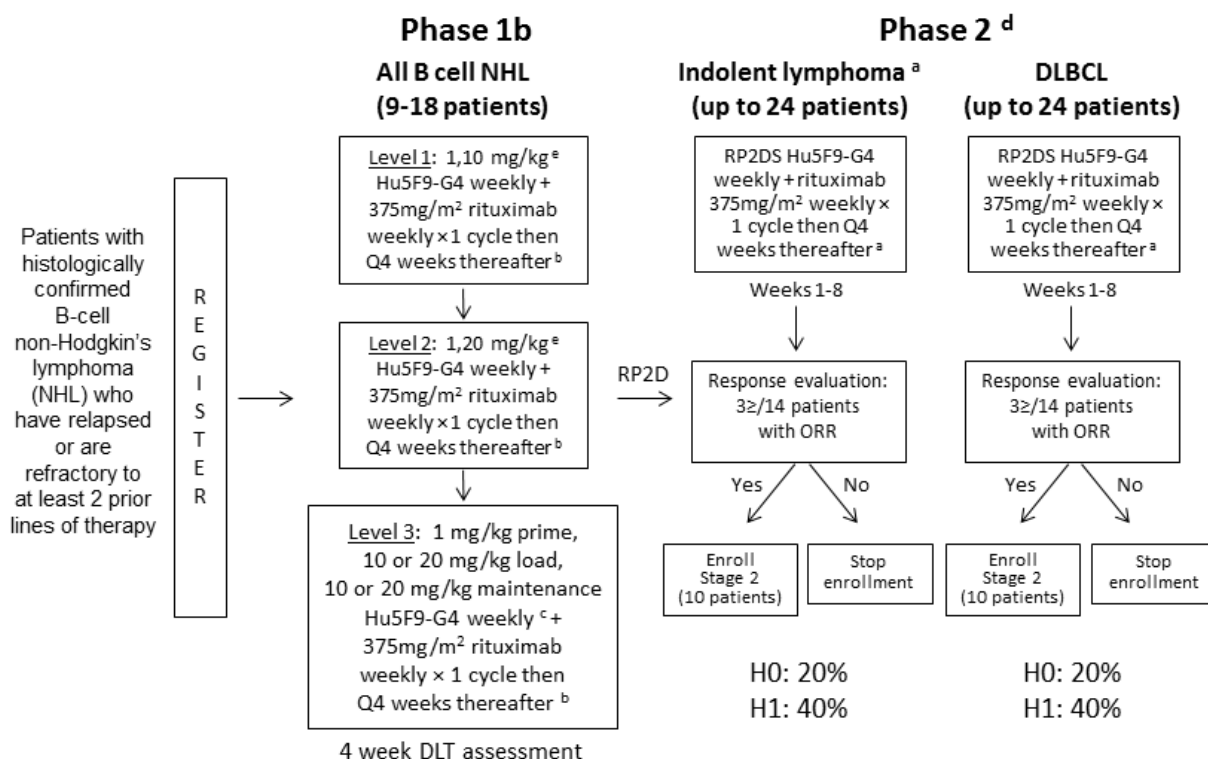 Phase 1b
Phase 2 d
All B cell NHL
(9-18 patients)
Indolent lymphoma a
(up to 24 patients)
DLBCL
(up to 24 patients)
Patients with
histologically
confirmed
B-cell
non-Hodgkin's
lymphoma
(NHL) who
have relapsed
or are
refractory to
at least 2 prior
lines of therapy
R
E
G
I
S
T
E
R
Level 1: 1,10 mg/kg e
Hu5F9-G4 weekly +
375mg/m² rituximab
weekly × 1 cycle then
Q4 weeks thereafter b
Level 2: 1,20 mg/kg e
Hu5F9-G4 weekly +
375mg/m² rituximab
weekly ×1 cycle then
Q4 weeks thereafter b
Level 3: 1 mg/kg prime,
10 or 20 mg/kg load,
10 or 20 mg/kg maintenance
Hu5F9-G4 weekly c +
375mg/m² rituximab
weekly × 1 cycle then
Q4 weeks thereafter b
4 week DLT assessment
RP2D
RP2DS Hu5F9-G4
weekly + rituximab
375mg/m² weekly ×
1 cycle then Q4
weeks thereafter a
Weeks 1-8
Response evaluation:
3≥/14 patients
with ORR
Yes
No
Enroll
Stage 2
(10 patients)
Stop
enrollment
H0: 20%
H1: 40%
RP2DS Hu5F9-G4
weekly + rituximab
375mg/m² weekly ×
1 cycle then Q4
weeks thereafter a
Weeks 1-8
Response evaluation:
3≥/14 patients
with ORR
Yes
No
Enroll
Stage 2
(10 patients)
Stop
enrollment
H0: 20%
H1: 40%